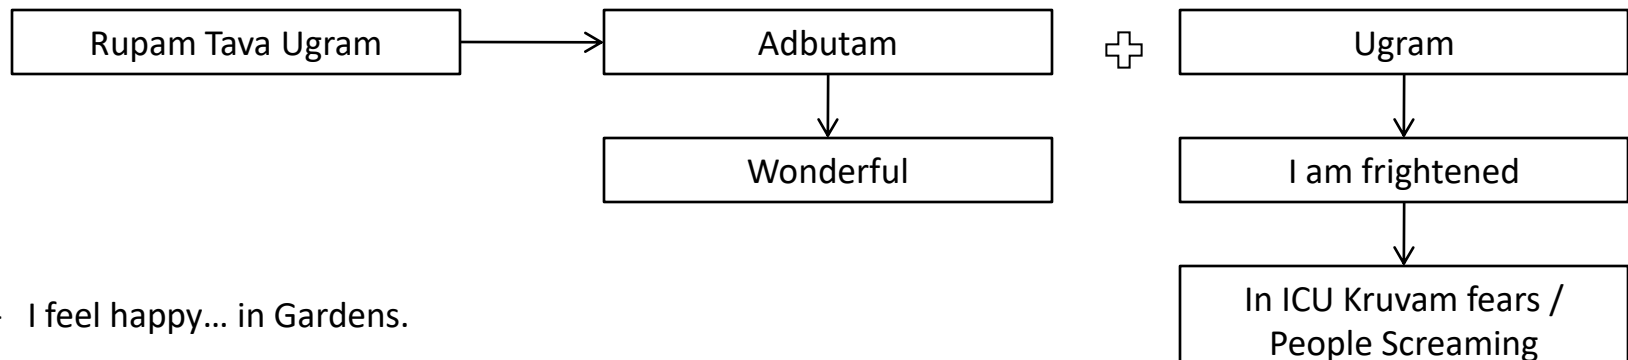 Rupam Tava Ugram
Adbutam
Ugram
Wonderful
I am frightened
In ICU Kruvam fears /
People Screaming
- I feel happy... in Gardens.